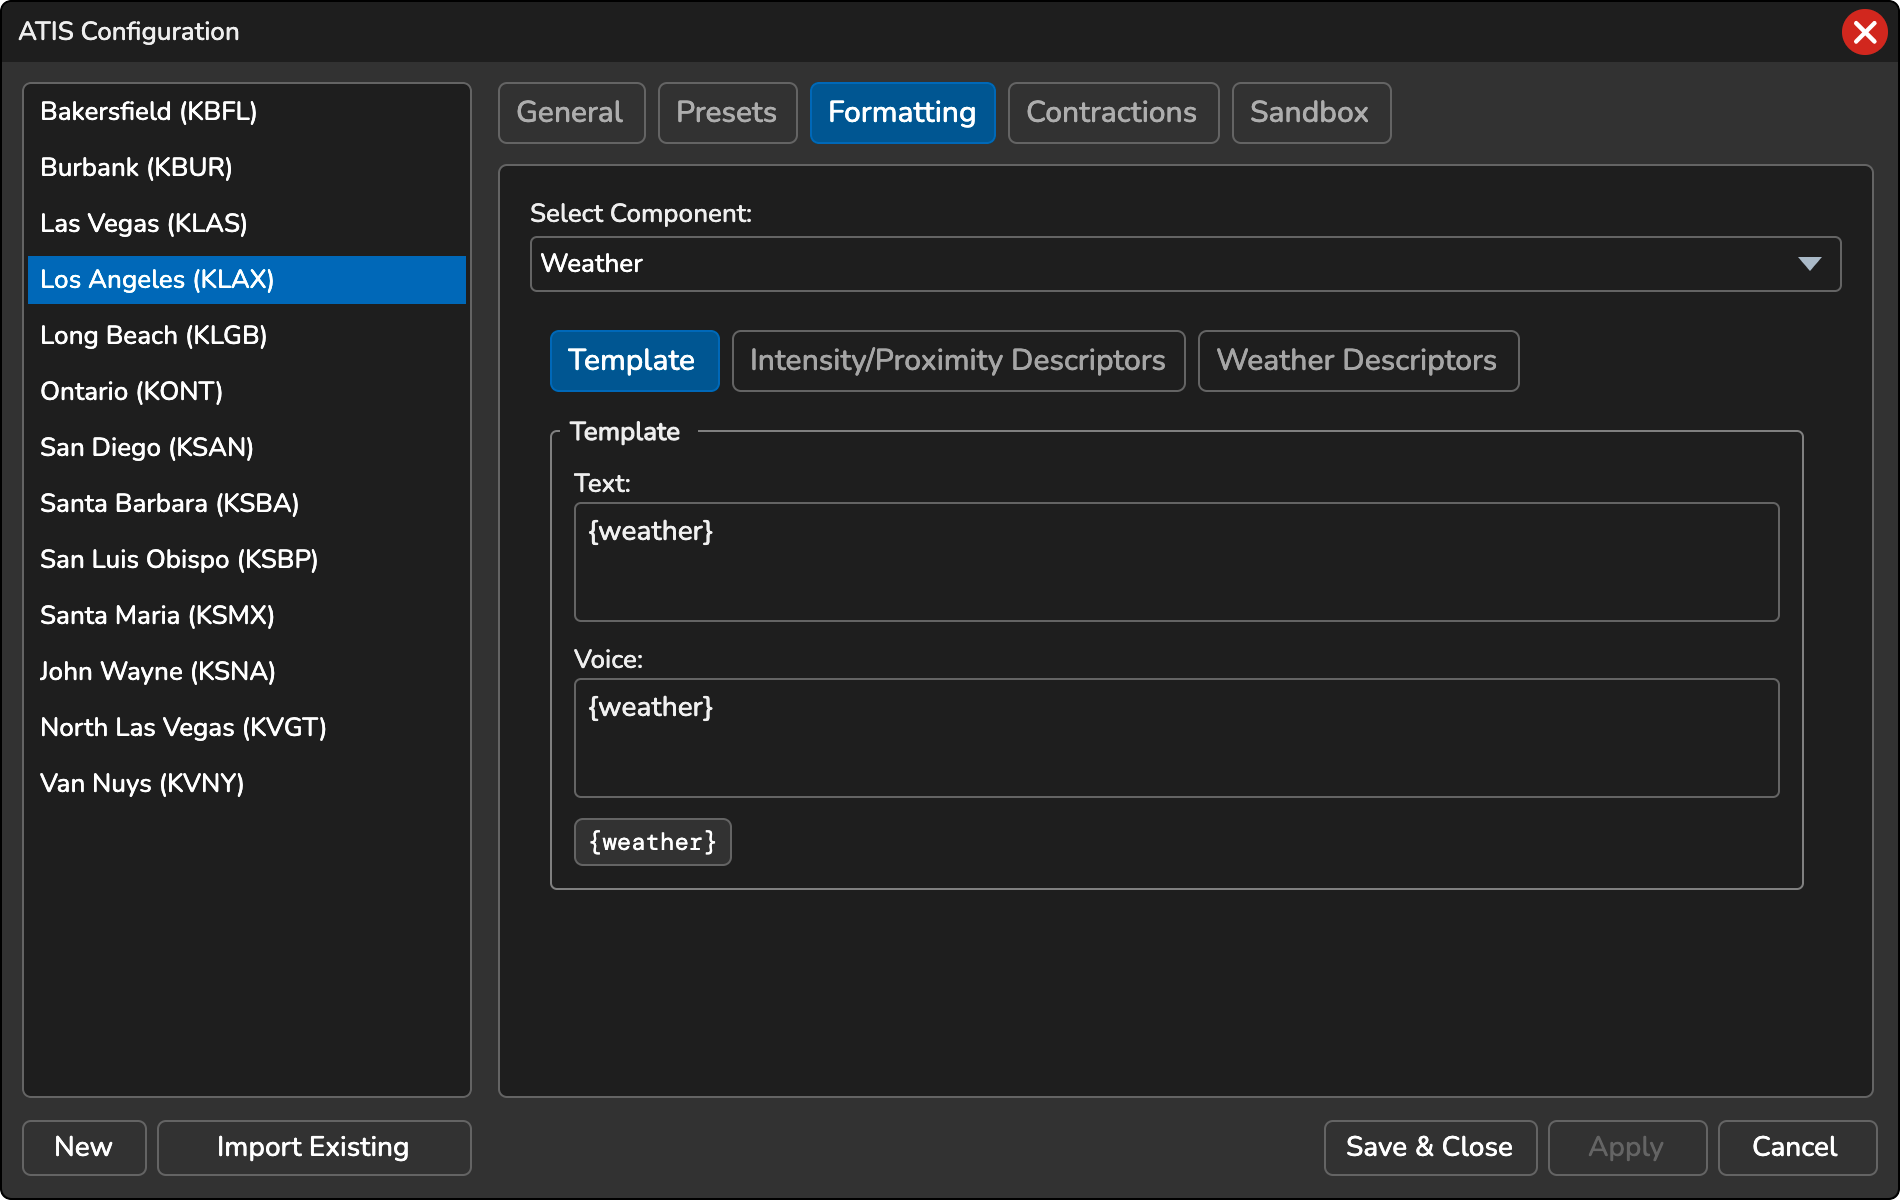 ATIS Configuration
Bakersfield (KBFL)
Burbank (KBUR)
Las Vegas (KLAS)
Los Angeles (KLAX)
Long Beach (KLGB)
Ontario (KONT)
San Diego (KSAN)
Santa Barbara (KSBA)
San Luis Obispo (KSBP)
Santa Maria (KSMX)
John Wayne (KSNA)
North Las Vegas (KVGT)
Van Nuys (KVNY)
New Import Existing
General Presets Formatting Contractions Sandbox
Select Component:
Weather
Template Intensity/Proximity Descriptors Weather Descriptors
Template
Text:
{weather}
Voice:
{weather}
{weather}
Save & Close Apply Cancel